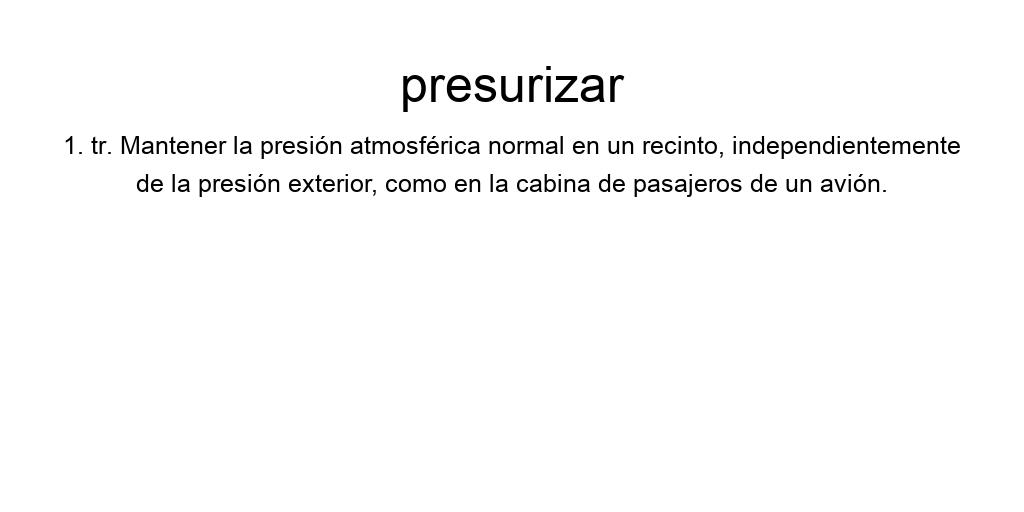 presurizar
1. tr. Mantener la presión atmosférica normal en un recinto, independientemente
de la presión exterior, como en la cabina de pasajeros de un avión.